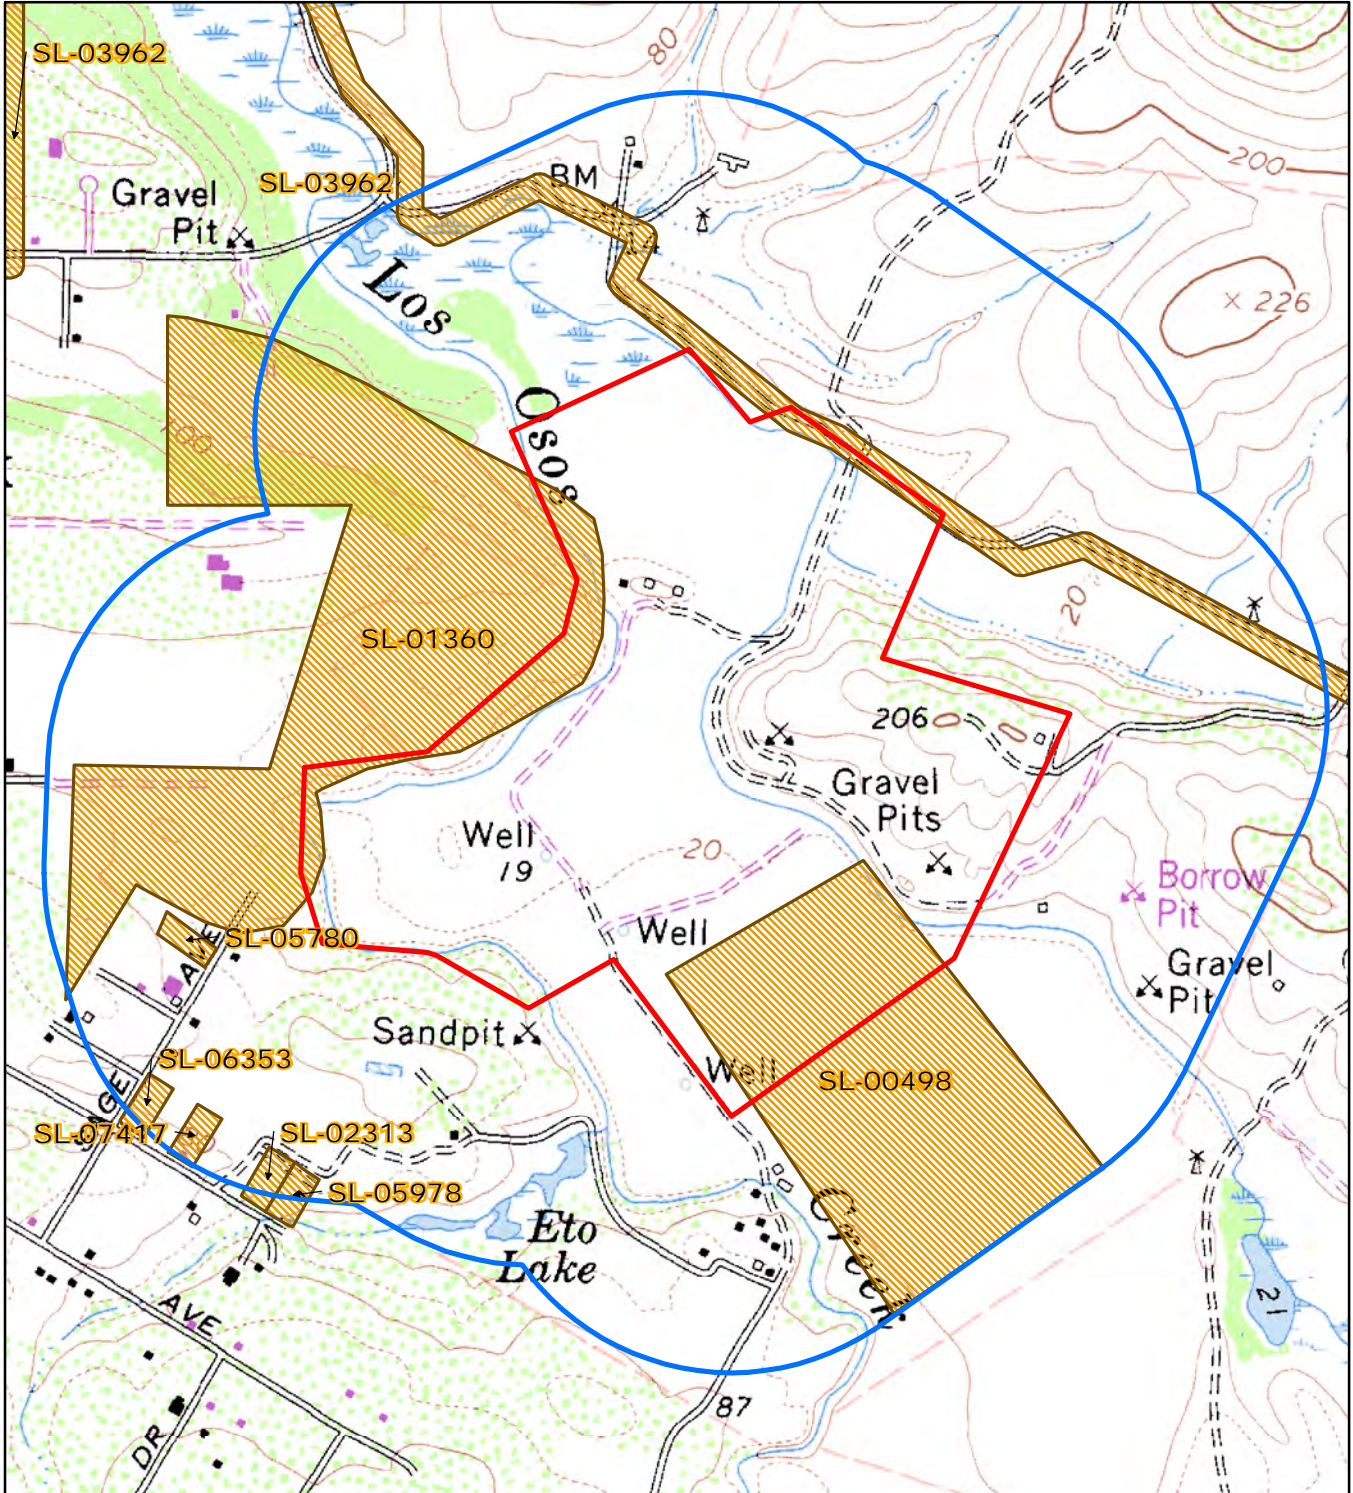 SL-03962
80
200
SL-03962
BM
Gravel
Pit
Los
226
Osos
20
SL-01360
206
Gravel
Pits
Well
19
20
Borrow
Pit
Well
SL-05780
AVE
Gravel
Pit
Sandpit
SL-06353
Well
SL-00498
SAGE
SL-07417
SL-02313
SL-05978
Creek
Eto
Lake
21
AVE
87
DR